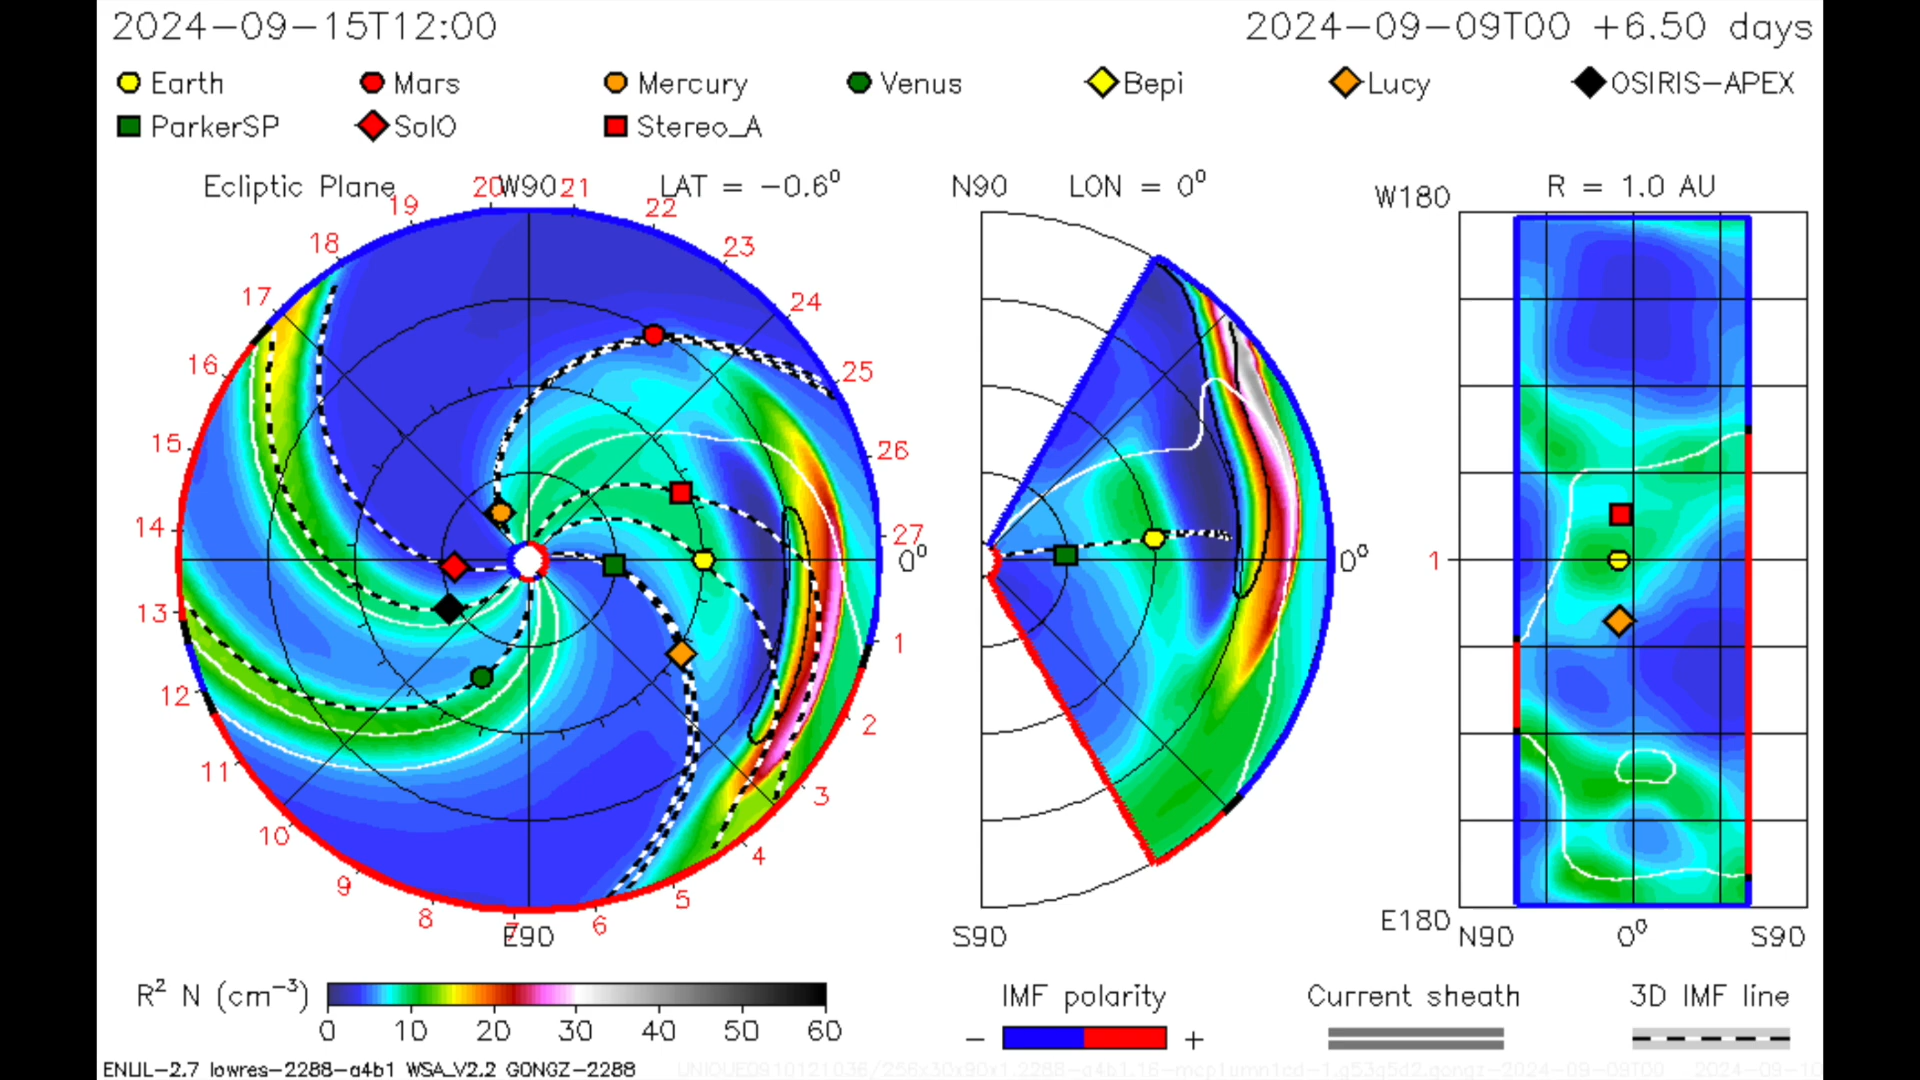 2024-09-15T12:00
2024-09-09T00 +6.50 days
Earth Mars Mercury Venus Bepi Lucy OSIRIS-APEX
ParkerSP SolO Stereo_A
Ecliptic Plane
W90
LAT = -0.6°
N90
LON = 0°
W180
R = 1.0 AU
20
21
19
22
18
23
17
24
16
25
15
26
14
27
0°
13
1
12
2
11
3
10
4
9
5
8
7
6
E90
0°
S90
1
E180
N90
0°
S90
R² N (cm⁻³)
0 10 20 30 40 50 60
IMF polarity
- +
Current sheath
3D IMF line
ENLIL-2.7 lowres-2288-a4b1 WSA_V2.2 GONGZ-2288